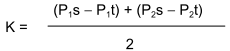 K = (P₁s – P₁t) + (P₂s – P₂t)
2